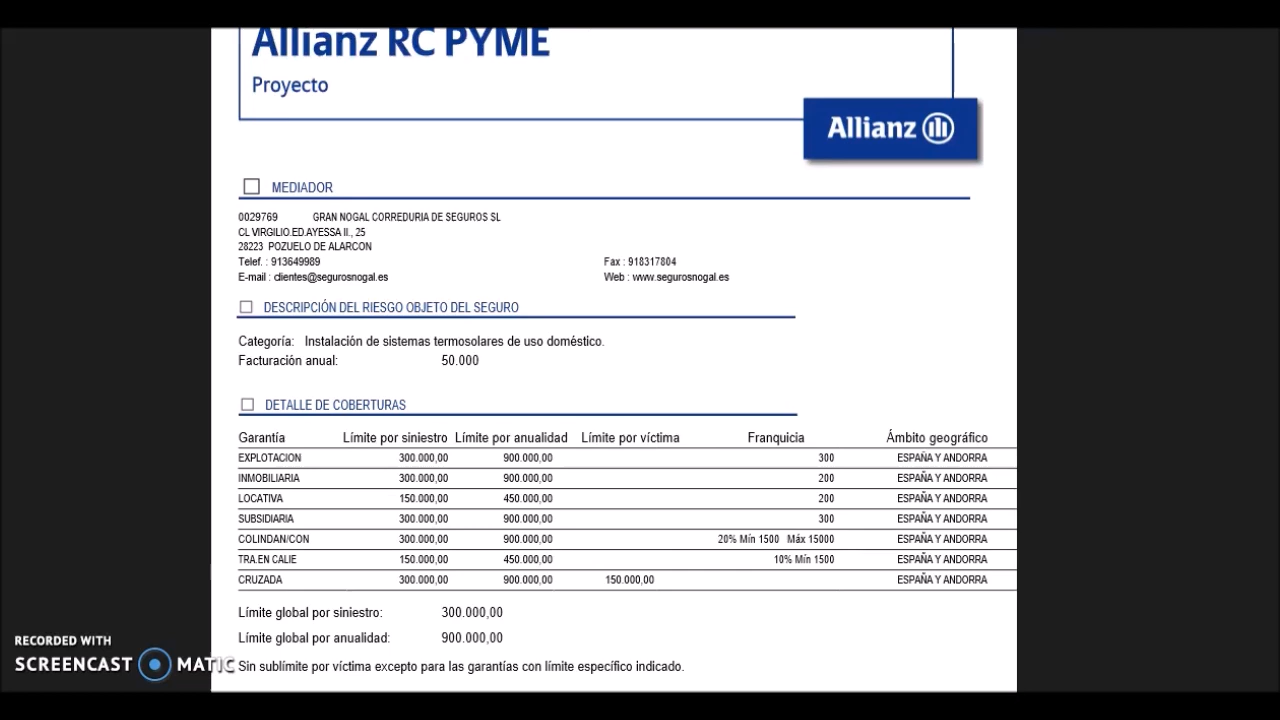 Allianz RC PYME
Proyecto
Allianz
MEDIADOR
0029769 GRAN NOGAL CORREDURIA DE SEGUROS SL
CL VIRGILIO.ED.AYESSA II., 25
28223 POZUELO DE ALARCON
Telef. : 913649989 Fax : 918317804
E-mail : clientes@segurosnogal.es Web : www.segurosnogal.es
DESCRIPCIÓN DEL RIESGO OBJETO DEL SEGURO
Categoría: Instalación de sistemas termosolares de uso doméstico.
Facturación anual: 50.000
DETALLE DE COBERTURAS
Garantía Límite por siniestro Límite por anualidad Límite por víctima Franquicia Ámbito geográfico
EXPLOTACION 300.000,00 900.000,00 300 ESPAÑA Y ANDORRA
INMOBILIARIA 300.000,00 900.000,00 200 ESPAÑA Y ANDORRA
LOCATIVA 150.000,00 450.000,00 200 ESPAÑA Y ANDORRA
SUBSIDIARIA 300.000,00 900.000,00 300 ESPAÑA Y ANDORRA
COLINDAN/CON 300.000,00 900.000,00 20% Mín 1500 Máx 15000 ESPAÑA Y ANDORRA
TRA.EN CALIE 150.000,00 450.000,00 10% Mín 1500 ESPAÑA Y ANDORRA
CRUZADA 300.000,00 900.000,00 150.000,00 ESPAÑA Y ANDORRA
Límite global por siniestro: 300.000,00
Límite global por anualidad: 900.000,00
Sin sublímite por víctima excepto para las garantías con límite específico indicado.
RECORDED WITH
SCREENCAST MATIC